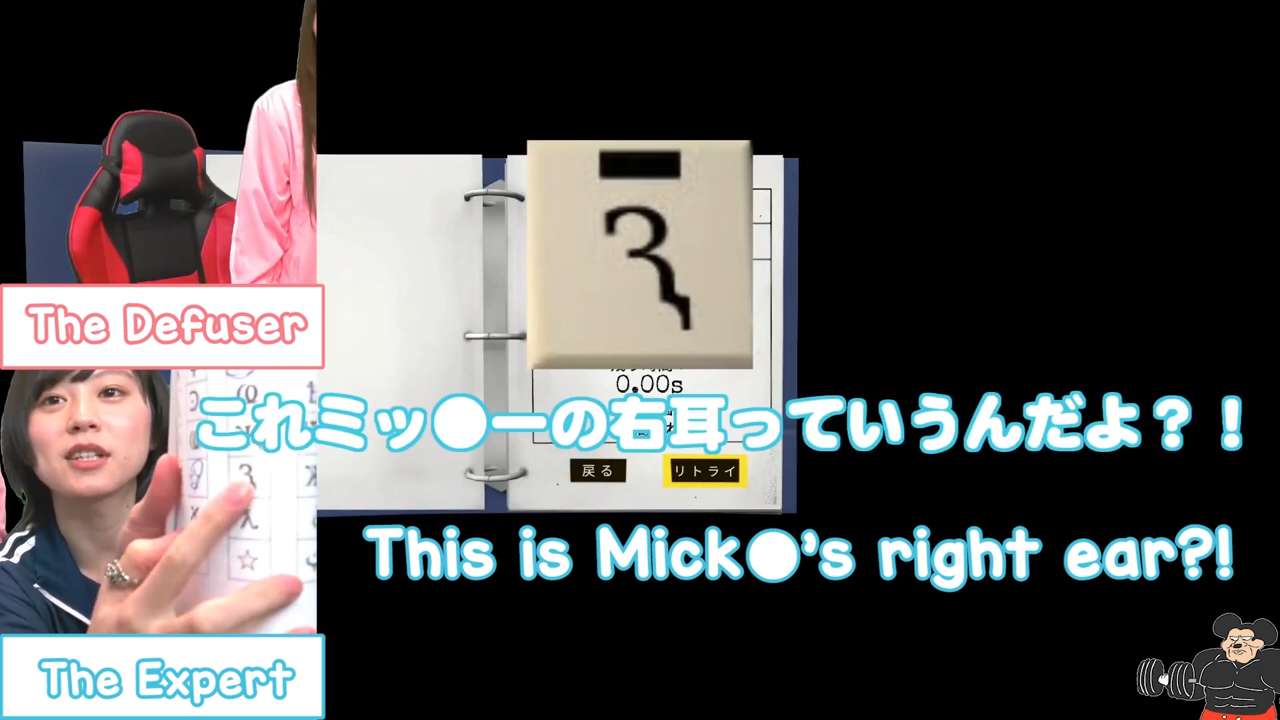 The Defuser
0.00s
これミッ●ーの右耳っていうんだよ？！
戻る
リトライ
This is Mick●'s right ear?!
The Expert